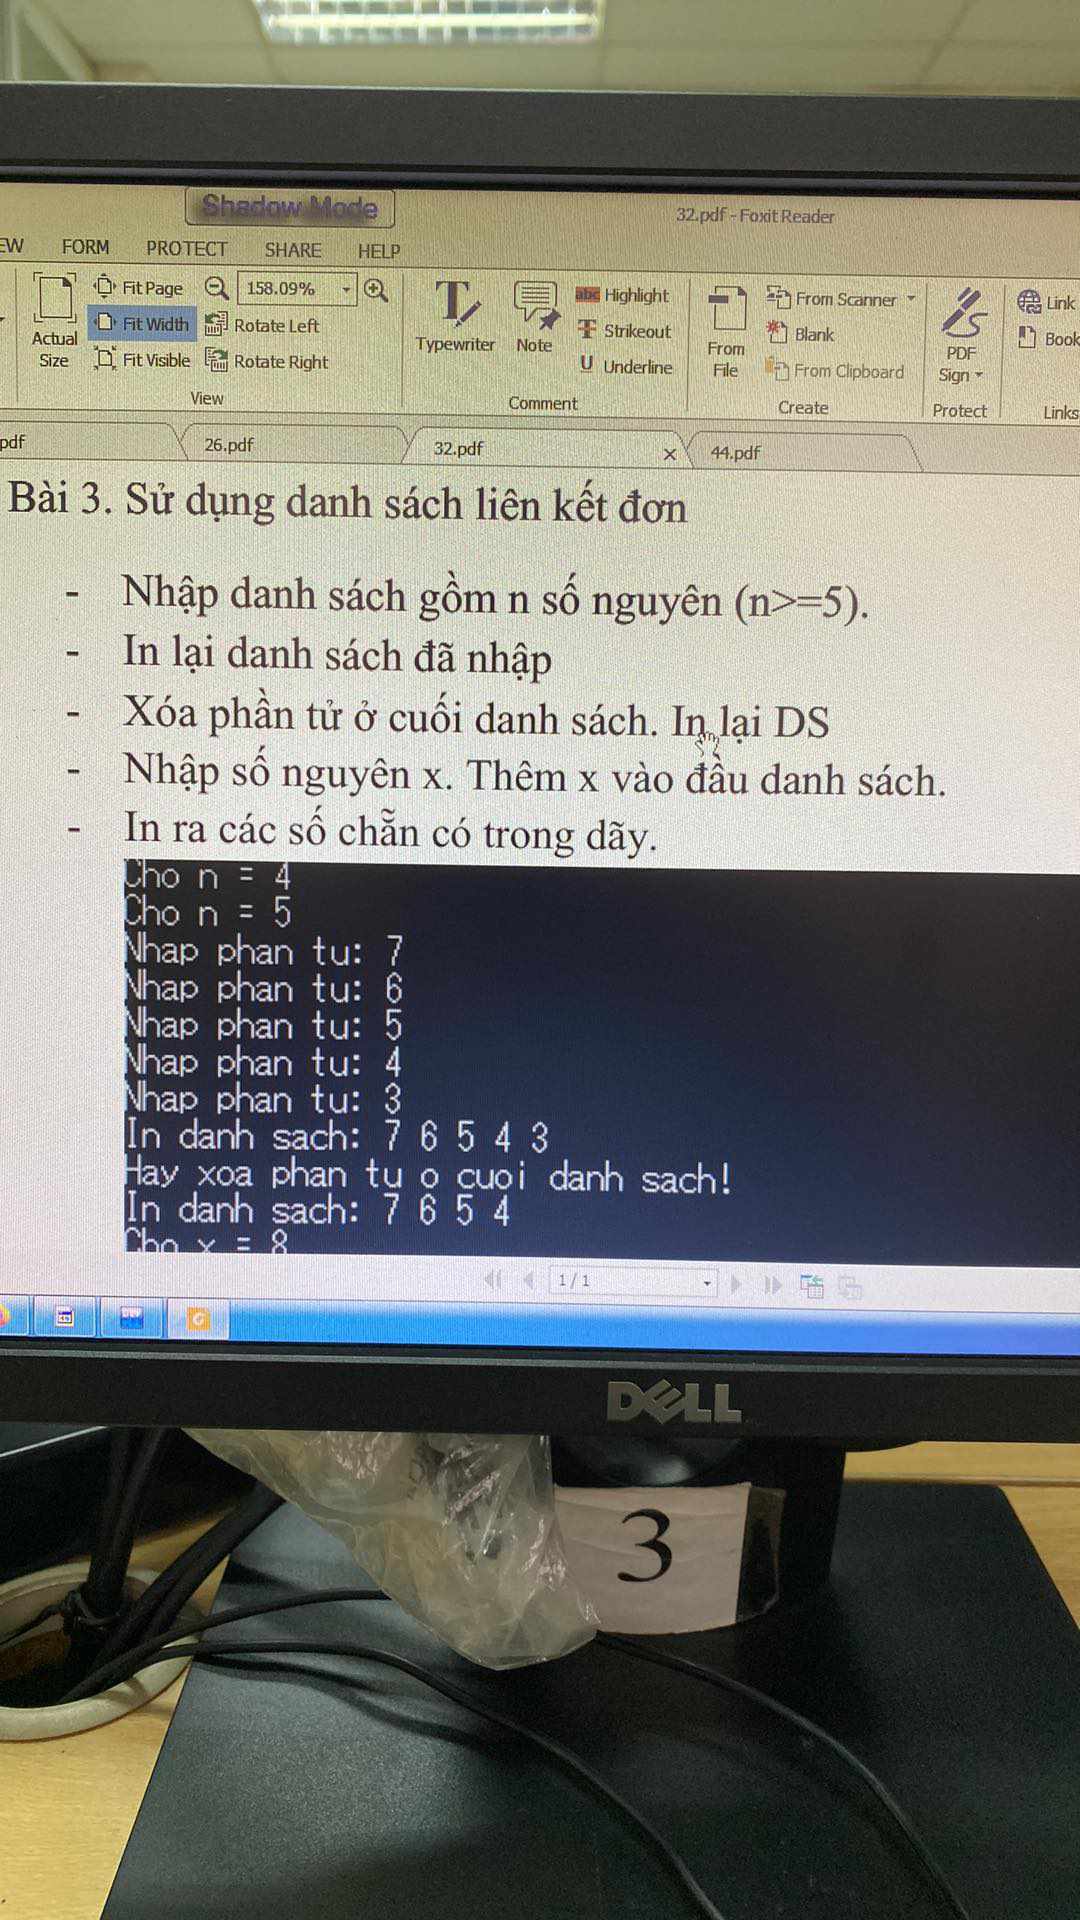 Shadow Mode
32.pdf - Foxit Reader
EW FORM PROTECT SHARE HELP
Actual Size
Fit Page
Fit Width
Fit Visible
158.09%
Rotate Left
Rotate Right
View
Typewriter
Note
Highlight
Strikeout
Underline
Comment
From File
From Scanner
Blank
From Clipboard
Create
PDF Sign
Protect
Link
Book
Links
pdf
26.pdf
32.pdf
44.pdf
Bài 3. Sử dụng danh sách liên kết đơn
- Nhập danh sách gồm n số nguyên (n>=5).
- In lại danh sách đã nhập
- Xóa phần tử ở cuối danh sách. In lại DS
- Nhập số nguyên x. Thêm x vào đầu danh sách.
- In ra các số chẵn có trong dãy.
Cho n = 4
Cho n = 5
Nhap phan tu: 7
Nhap phan tu: 6
Nhap phan tu: 5
Nhap phan tu: 4
Nhap phan tu: 3
In danh sach: 7 6 5 4 3
Hay xoa phan tu o cuoi danh sach!
In danh sach: 7 6 5 4
Cho x = 8
1 / 1
DELL
3